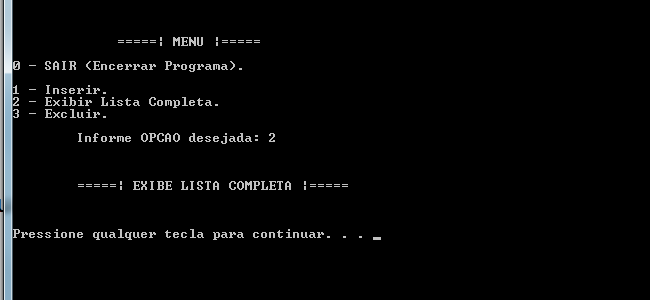 =====¦ MENU ¦=====
0 - SAIR (Encerrar Programa).
1 - Inserir.
2 - Exibir Lista Completa.
3 - Excluir.
Informe OPCAO desejada: 2
=====¦ EXIBE LISTA COMPLETA ¦=====
Pressione qualquer tecla para continuar. . . _